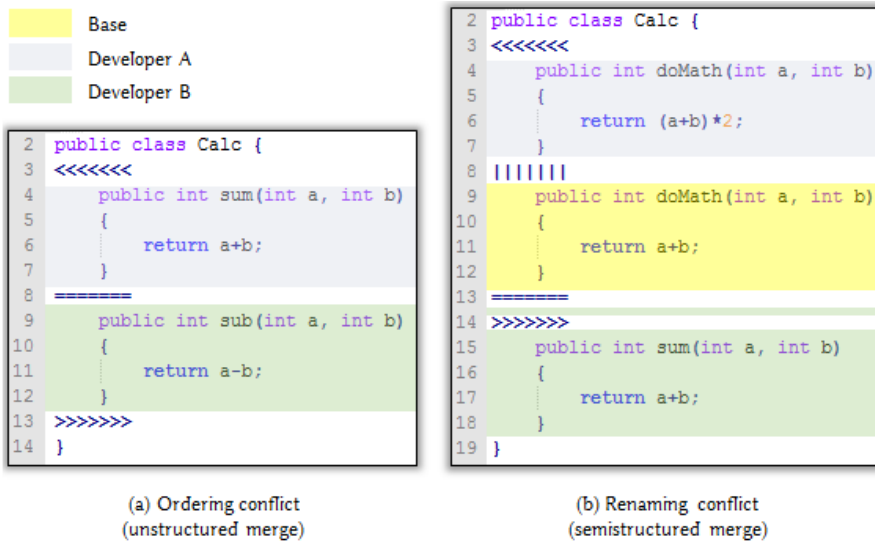 Base
Developer A
Developer B
2 public class Calc {
3 <<<<<<<
4 public int sum(int a, int b)
5 {
6 return a+b;
7 }
8 =======
9 public int sub(int a, int b)
10 {
11 return a-b;
12 }
13 >>>>>>>
14 }
(a) Ordering conflict
(unstructured merge)
2 public class Calc {
3 <<<<<<<
4 public int doMath(int a, int b)
5 {
6 return (a+b)*2;
7 }
8 |||||||
9 public int doMath(int a, int b)
10 {
11 return a+b;
12 }
13 =======
14 >>>>>>>
15 public int sum(int a, int b)
16 {
17 return a+b;
18 }
19 }
(b) Renaming conflict
(semistructured merge)